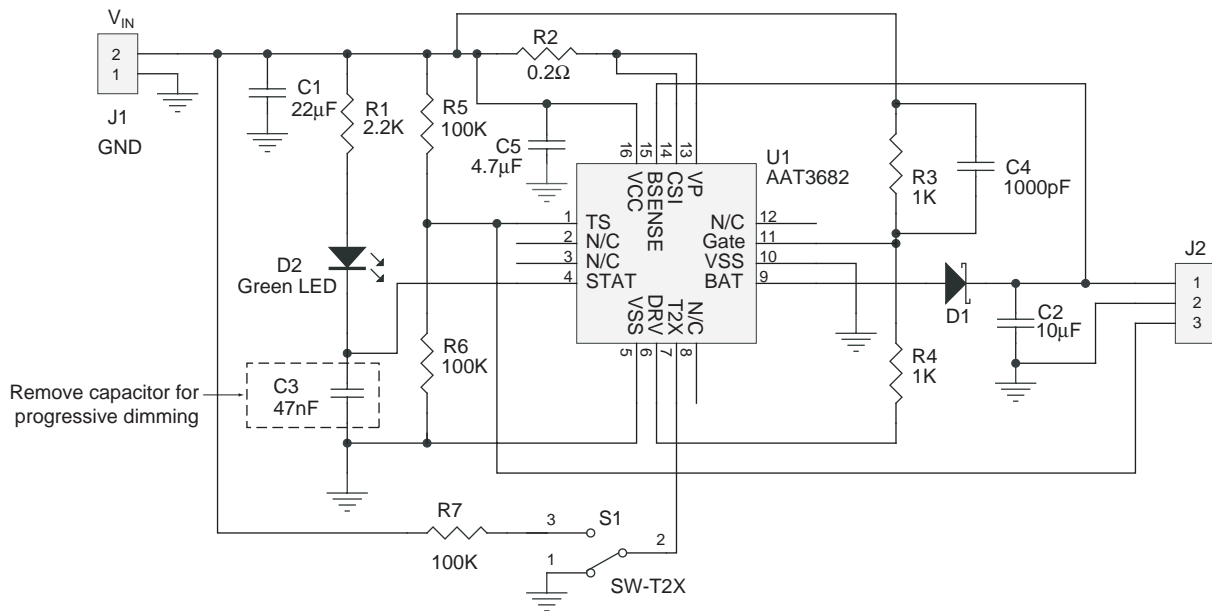 VIN
2
1
J1
GND
C1
22µF
R1
2.2K
R5
100K
R2
0.2Ω
C5
4.7µF
16
15
14
13
VCC
BSENSE
CSI
VP
U1
AAT3682
R3
1K
C4
1000pF
1
TS
2
N/C
3
N/C
4
STAT
N/C
12
Gate
11
VSS
10
BAT
9
VSS
DRV
T2X
N/C
5
6
7
8
D2
Green LED
R6
100K
C3
47nF
Remove capacitor for
progressive dimming
D1
C2
10µF
R4
1K
J2
1
2
3
R7
100K
3
S1
2
1
SW-T2X